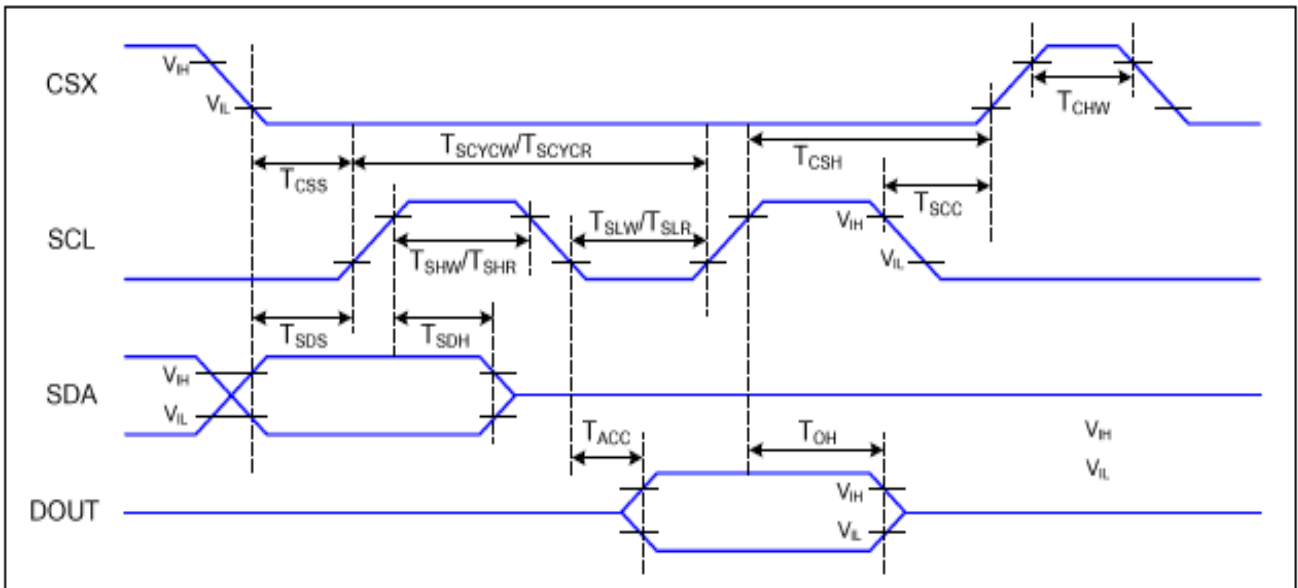 CSX
VIH
VIL
TCHW
TSCYCW/TSCYCR
TCSS
TCSH
TSCC
SCL
TSHW/TSHR
TSLW/TSLR
VIH
VIL
TSDS
TSDH
SDA
VIH
VIL
TACC
TOH
VIH
VIL
DOUT
VIH
VIL